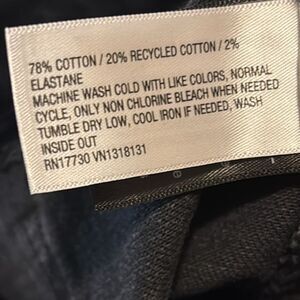 78% COTTON / 20% RECYCLED COTTON / 2%
ELASTANE
MACHINE WASH COLD WITH LIKE COLORS, NORMAL
CYCLE, ONLY NON CHLORINE BLEACH WHEN NEEDED
TUMBLE DRY LOW, COOL IRON IF NEEDED, WASH
INSIDE OUT
RN17730 VN1318131